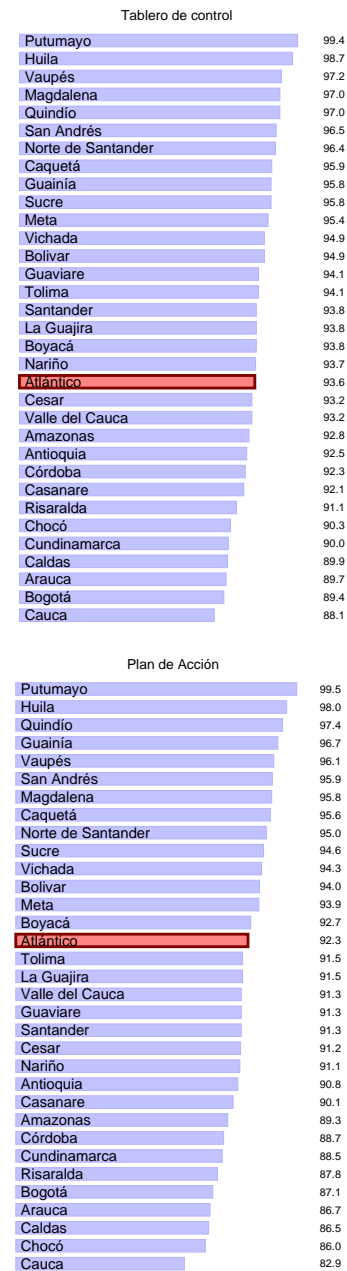 Tablero de control
Putumayo 99.4
Huila 98.7
Vaupés 97.2
Magdalena 97.0
Quindío 97.0
San Andrés 96.5
Norte de Santander 96.4
Caquetá 95.9
Guainía 95.8
Sucre 95.8
Meta 95.4
Vichada 94.9
Bolivar 94.9
Guaviare 94.1
Tolima 94.1
Santander 93.8
La Guajira 93.8
Boyacá 93.8
Nariño 93.7
Atlántico 93.6
Cesar 93.2
Valle del Cauca 93.2
Amazonas 92.8
Antioquia 92.5
Córdoba 92.3
Casanare 92.1
Risaralda 91.1
Chocó 90.3
Cundinamarca 90.0
Caldas 89.9
Arauca 89.7
Bogotá 89.4
Cauca 88.1
Plan de Acción
Putumayo 99.5
Huila 98.0
Quindío 97.4
Guainía 96.7
Vaupés 96.1
San Andrés 95.9
Magdalena 95.8
Caquetá 95.6
Norte de Santander 95.0
Sucre 94.6
Vichada 94.3
Bolivar 94.0
Meta 93.9
Boyacá 92.7
Atlántico 92.3
Tolima 91.5
La Guajira 91.5
Valle del Cauca 91.3
Guaviare 91.3
Santander 91.3
Cesar 91.2
Nariño 91.1
Antioquia 90.8
Casanare 90.1
Amazonas 89.3
Córdoba 88.7
Cundinamarca 88.5
Risaralda 87.8
Bogotá 87.1
Arauca 86.7
Caldas 86.5
Chocó 86.0
Cauca 82.9